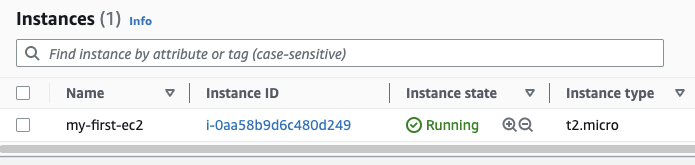 Instances (1) Info
Find instance by attribute or tag (case-sensitive)
Name Instance ID Instance state Instance type
my-first-ec2 i-0aa58b9d6c480d249 Running t2.micro